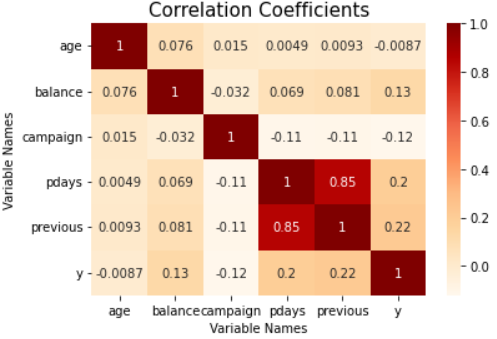 Correlation Coefficients
age 1 0.076 0.015 0.0049 0.0093 -0.0087
balance 0.076 1 -0.032 0.069 0.081 0.13
campaign 0.015 -0.032 1 -0.11 -0.11 -0.12
pdays 0.0049 0.069 -0.11 1 0.85 0.2
previous 0.0093 0.081 -0.11 0.85 1 0.22
y -0.0087 0.13 -0.12 0.2 0.22 1
age balance campaign pdays previous y
Variable Names
Variable Names
1.0
0.8
0.6
0.4
0.2
0.0